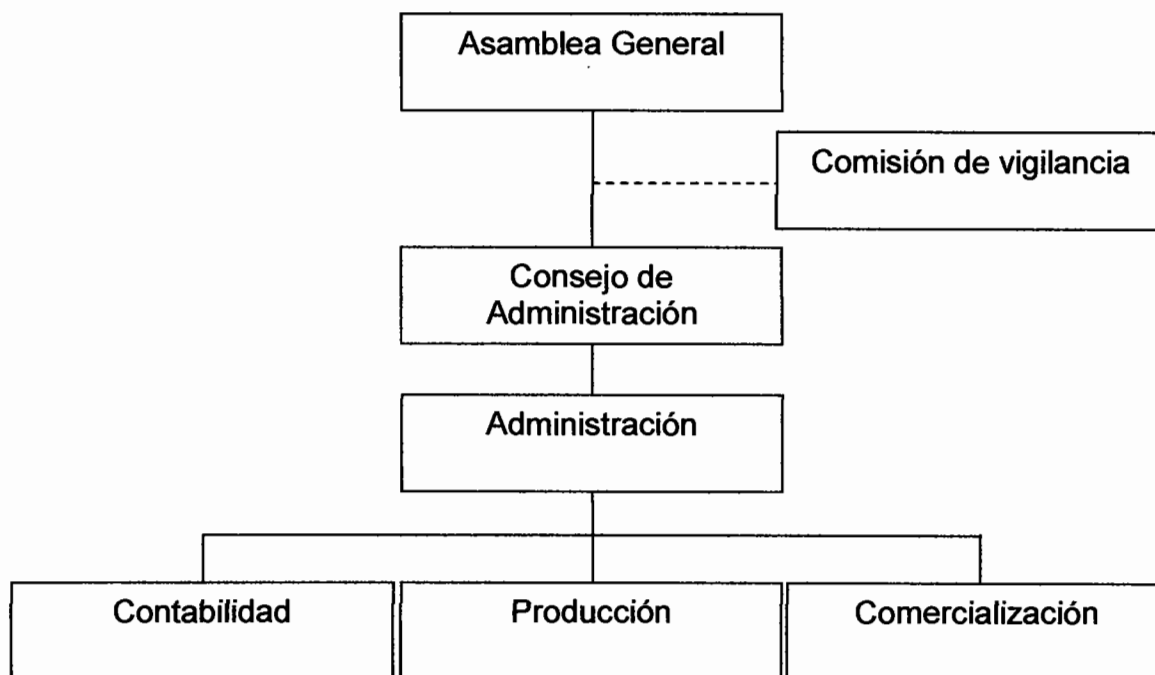 Asamblea General
Comisión de vigilancia
Consejo de
Administración
Administración
Contabilidad
Producción
Comercialización